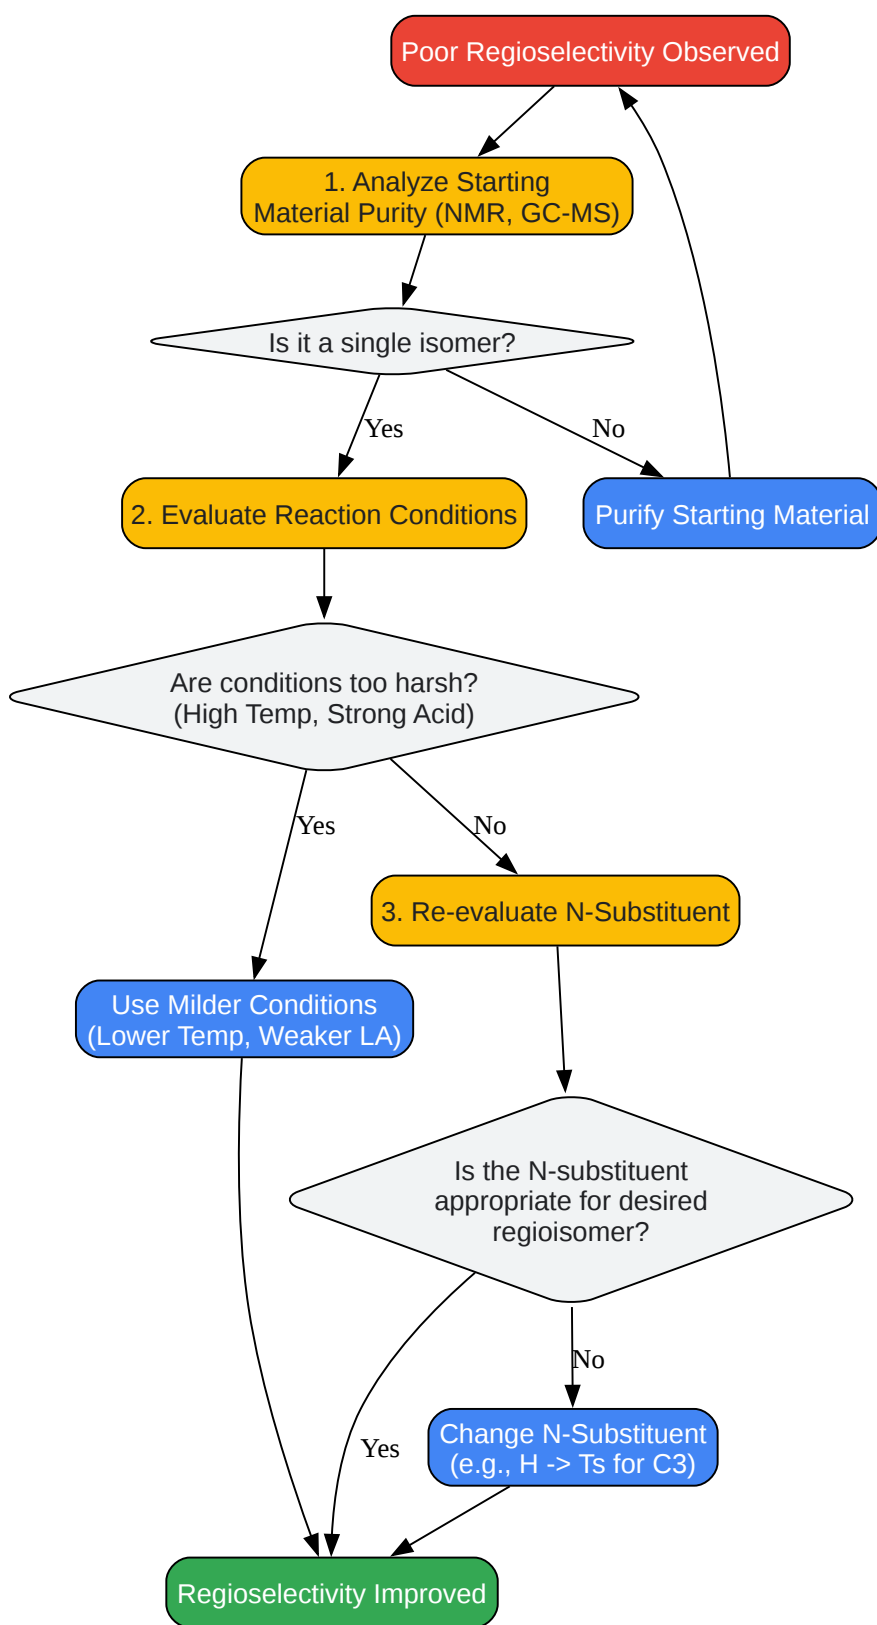 Poor Regioselectivity Observed
1. Analyze Starting
Material Purity (NMR, GC-MS)
Is it a single isomer?
Yes
No
2. Evaluate Reaction Conditions
Purify Starting Material
Are conditions too harsh?
(High Temp, Strong Acid)
Yes
No
3. Re-evaluate N-Substituent
Use Milder Conditions
(Lower Temp, Weaker LA)
Is the N-substituent
appropriate for desired
regioisomer?
No
Yes
Change N-Substituent
(e.g., H -> Ts for C3)
Regioselectivity Improved